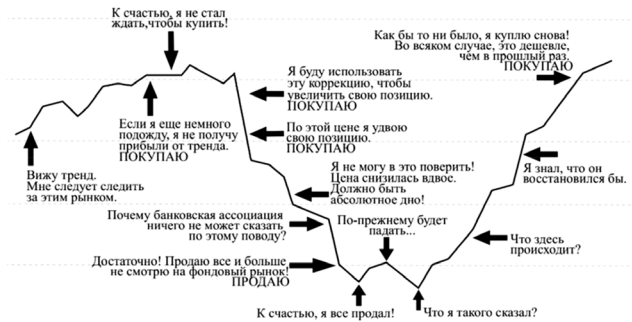 К счастью, я не стал
ждать,чтобы купить!
Как бы то ни было, я куплю снова!
Во всяком случае, это дешевле,
чем в прошлый раз.
ПОКУПАЮ
Я буду использовать
эту коррекцию, чтобы
увеличить свою позицию.
ПОКУПАЮ
Если я еще немного
подожду, я не получу
прибыли от тренда.
ПОКУПАЮ
По этой цене я удвою
свою позицию.
ПОКУПАЮ
Вижу тренд.
Мне следует следить
за этим рынком.
Я не могу в это поверить!
Цена снизилась вдвое.
Должно быть
абсолютное дно!
Я знал, что он
восстановился бы.
Почему банковская ассоциация
ничего не может сказать
по этому поводу?
По-прежнему будет
падать...
Что здесь
происходит?
Достаточно! Продаю все и больше
не смотрю на фондовый рынок!
ПРОДАЮ
К счастью, я все продал!
Что я такого сказал?